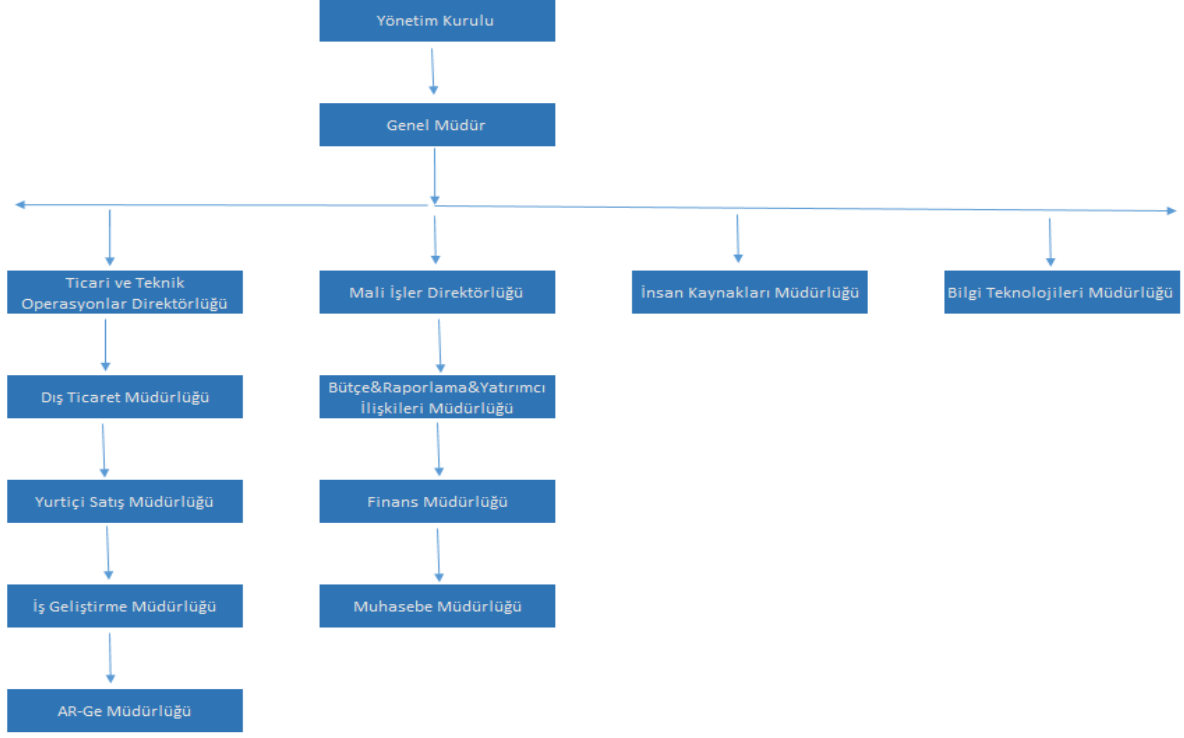 Yönetim Kurulu
Genel Müdür
Ticari ve Teknik
Operasyonlar Direktörlüğü
Mali İşler Direktörlüğü
İnsan Kaynakları Müdürlüğü
Bilgi Teknolojileri Müdürlüğü
Dış Ticaret Müdürlüğü
Bütçe&Raporlama&Yatırımcı
İlişkileri Müdürlüğü
Yurtiçi Satış Müdürlüğü
Finans Müdürlüğü
İş Geliştirme Müdürlüğü
Muhasebe Müdürlüğü
AR-Ge Müdürlüğü